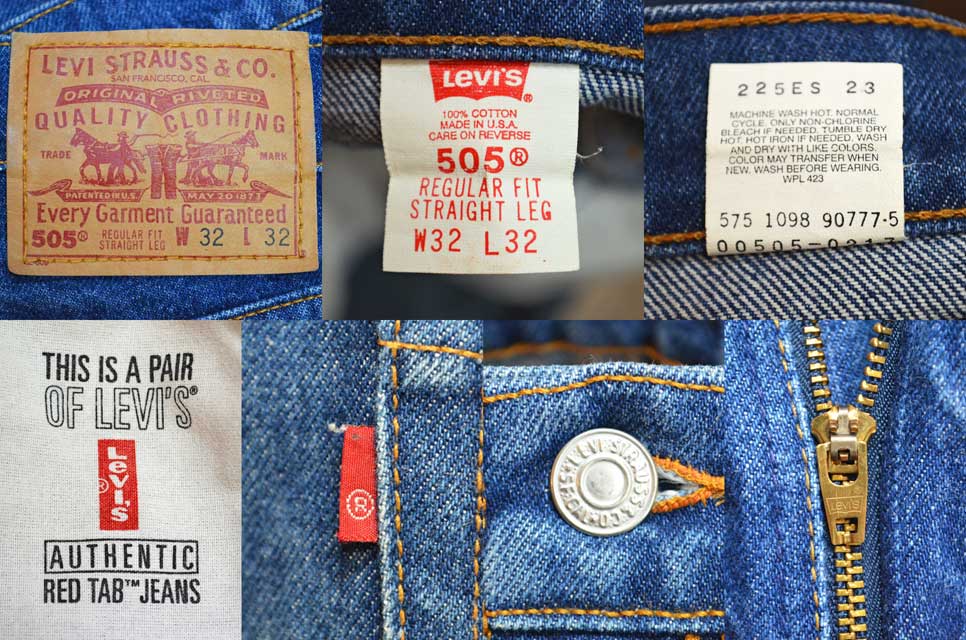 LEVI STRAUSS & CO.
SAN FRANCISCO, CAL.
ORIGINAL RIVETED
QUALITY CLOTHING
TRADE MARK
PATENTED IN U.S. MAY 20 1873
Every Garment Guaranteed
505® REGULAR FIT
STRAIGHT LEG
W 32 L 32
Levi's®
100% COTTON
MADE IN U.S.A.
CARE ON REVERSE
505®
REGULAR FIT
STRAIGHT LEG
W32 L32
225ES 23
MACHINE WASH HOT. NORMAL
CYCLE. ONLY NON-CHLORINE
BLEACH IF NEEDED. TUMBLE DRY
HOT. HOT IRON IF NEEDED. WASH
AND DRY WITH LIKE COLORS.
COLOR MAY TRANSFER WHEN
NEW. WASH BEFORE WEARING.
WPL 423
575 1098 90777-5
00505-0217
THIS IS A PAIR
OF LEVI'S®
Levi's
®
AUTHENTIC
RED TAB™ JEANS
®
LEVI STRAUSS & CO.
LEVI'S